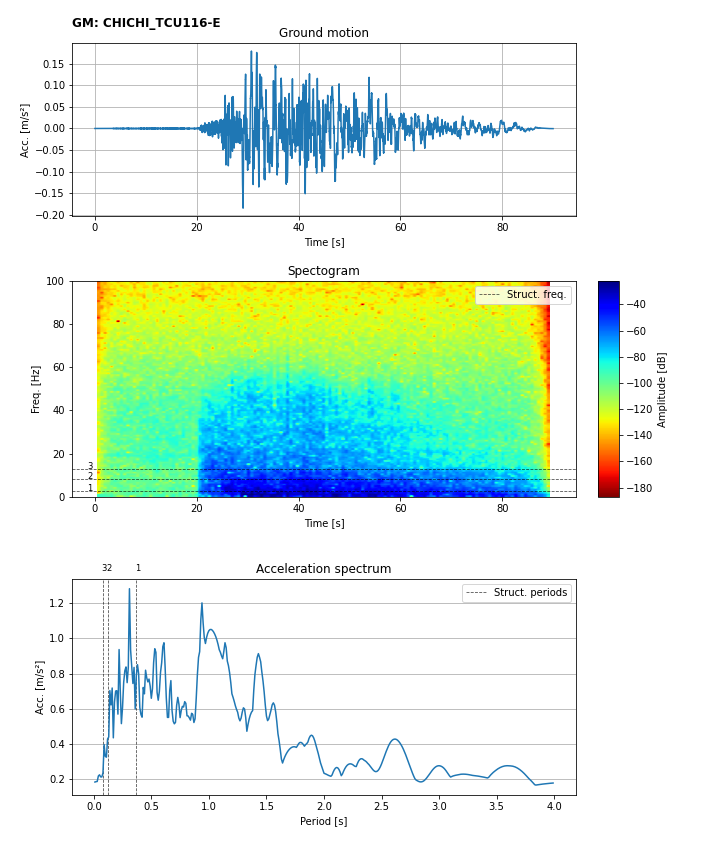 GM: CHICHI_TCU116-E
Ground motion
Acc. [m/s²]
0.15
0.10
0.05
0.00
−0.05
−0.10
−0.15
−0.20
0 20 40 60 80
Time [s]
Spectogram
Freq. [Hz]
100
80
60
40
20
0
3
2
1
Struct. freq.
0 20 40 60 80
Time [s]
−40
−60
−80
−100
−120
−140
−160
−180
Amplitude [dB]
32 1
Acceleration spectrum
Struct. periods
Acc. [m/s²]
1.2
1.0
0.8
0.6
0.4
0.2
0.0 0.5 1.0 1.5 2.0 2.5 3.0 3.5 4.0
Period [s]